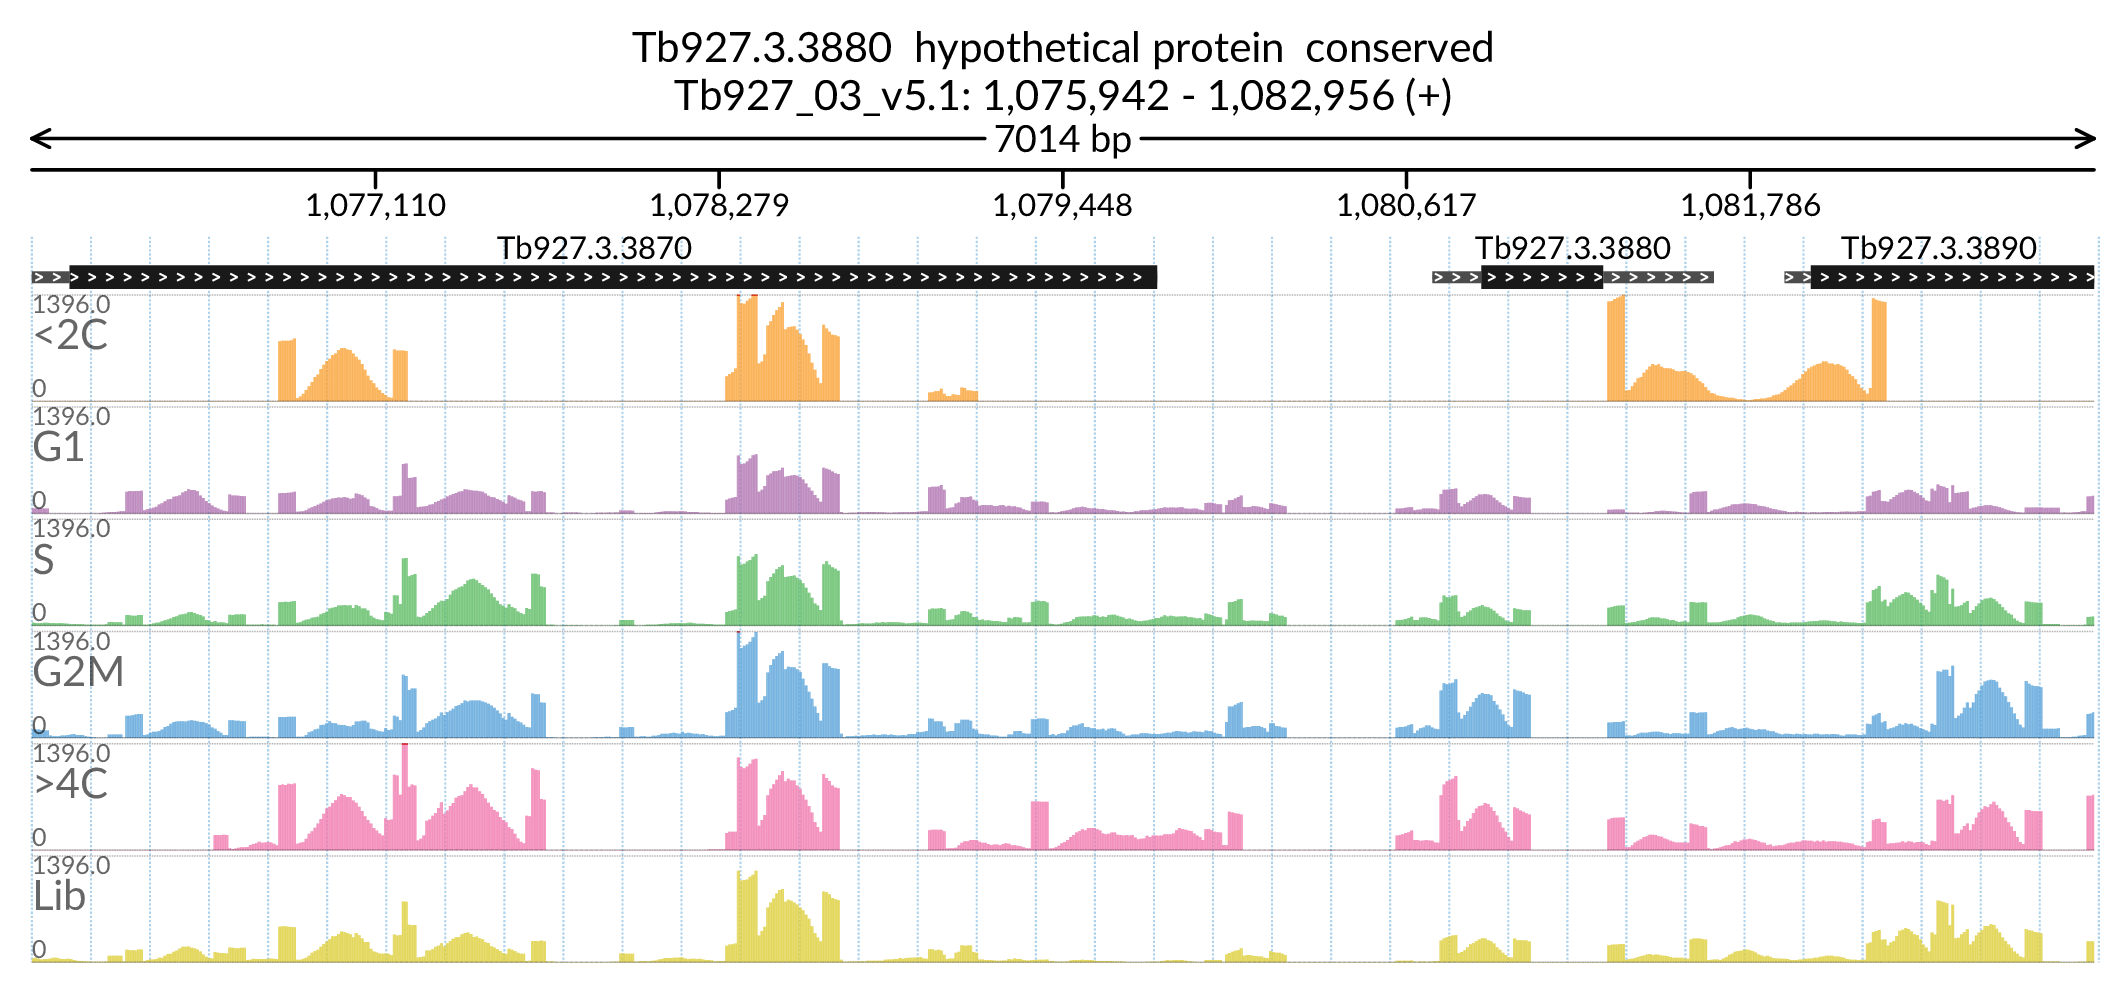 Tb927.3.3880 hypothetical protein conserved
Tb927_03_v5.1: 1,075,942 - 1,082,956 (+)
7014 bp
1,077,110 1,078,279 1,079,448 1,080,617 1,081,786
Tb927.3.3870 Tb927.3.3880 Tb927.3.3890
1396.0
<2C
0
1396.0
G1
0
1396.0
S
0
1396.0
G2M
0
1396.0
>4C
0
1396.0
Lib
0